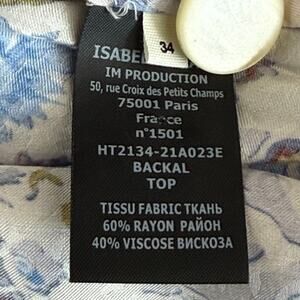 34
ISABEL
IM PRODUCTION
50, rue Croix des Petits Champs
75001 Paris
France
n°1501
HT2134-21A023E
BACKAL
TOP
TISSU FABRIC ТКАНЬ
60% RAYON РАЙОН
40% VISCOSE ВИСКОЗА